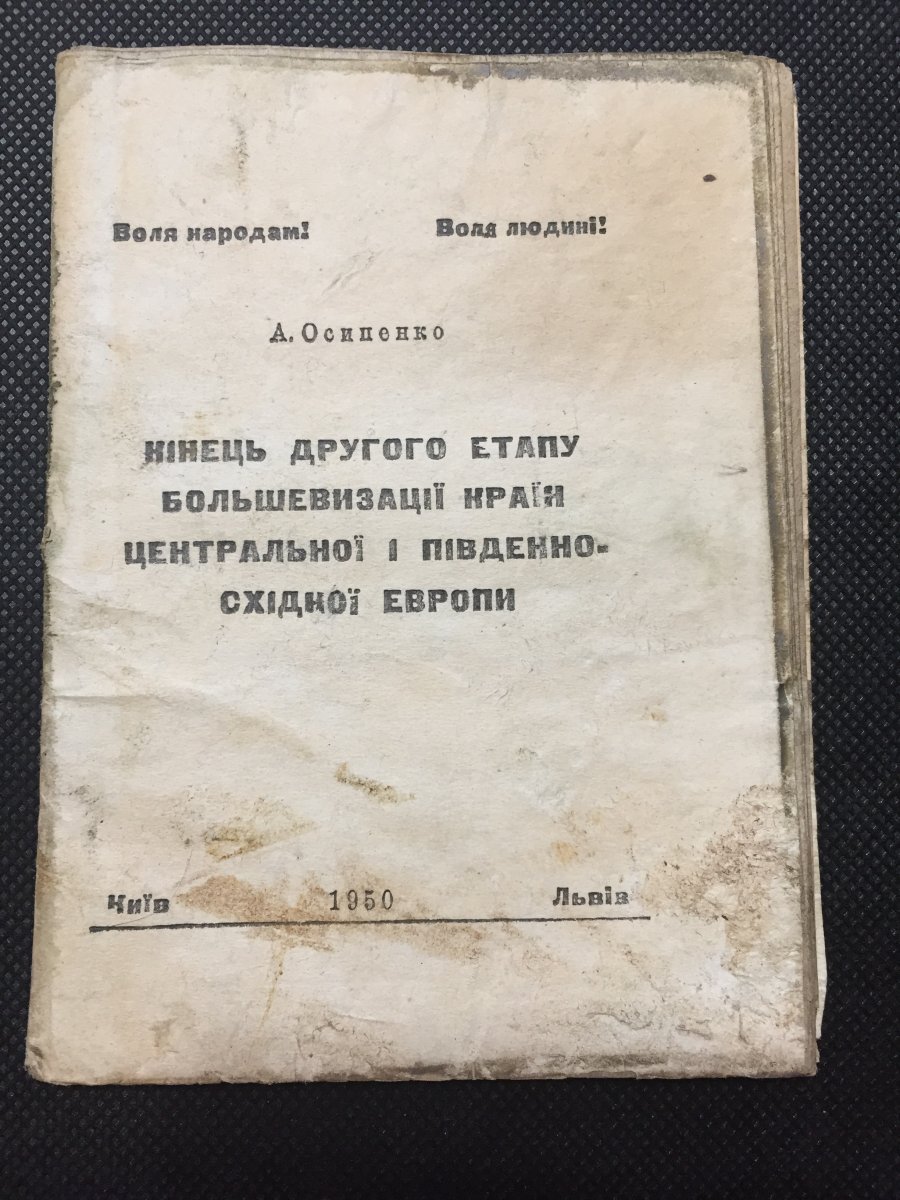 Воля народам! Воля людині!
А. Осипенко
КІНЕЦЬ ДРУГОГО ЕТАПУ
БОЛЬШЕВИЗАЦІЇ КРАЇН
ЦЕНТРАЛЬНОЇ І ПІВДЕННО-
СХІДНОЇ ЕВРОПИ
Київ 1950 Львів